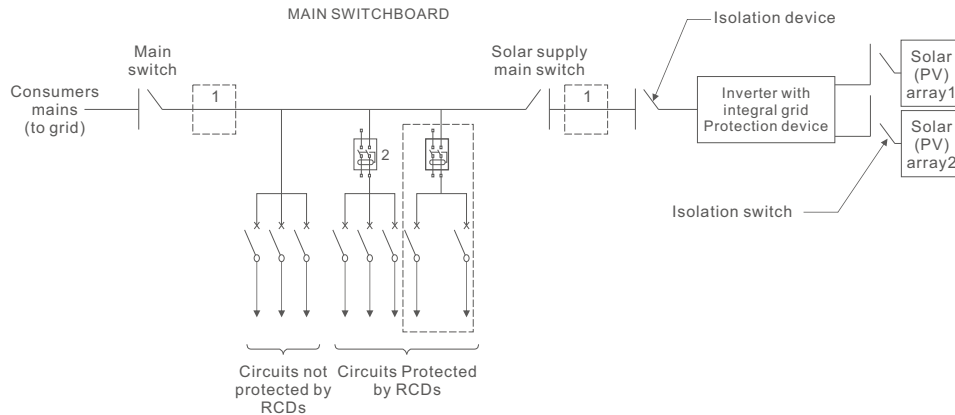 MAIN SWITCHBOARD
Isolation device
Main
switch
Solar supply
main switch
Consumers
mains
(to grid)
1
1
Inverter with
integral grid
Protection device
Solar
(PV)
array1
Solar
(PV)
array2
2
Isolation switch
Circuits not
protected by
RCDs
Circuits Protected
by RCDs